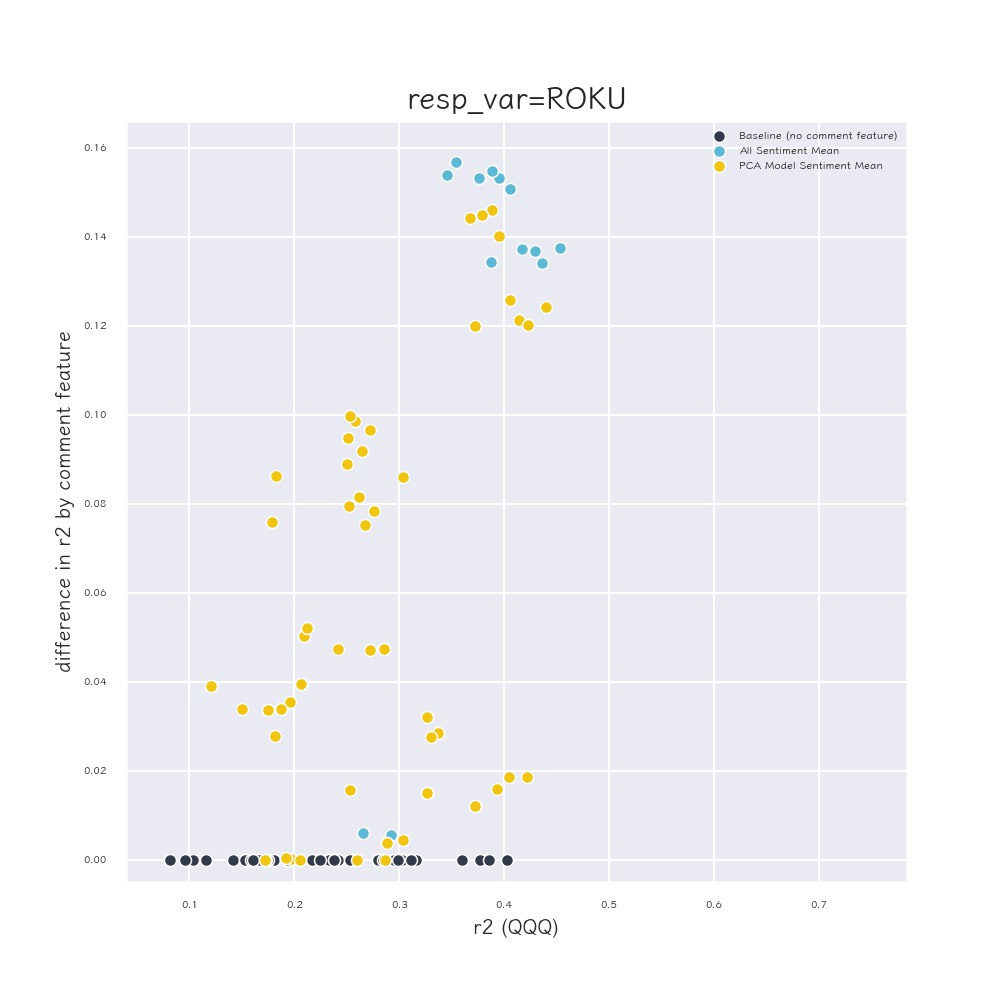 resp_var=ROKU
Baseline (no comment feature)
All Sentiment Mean
PCA Model Sentiment Mean
difference in r2 by comment feature
0.16
0.14
0.12
0.10
0.08
0.06
0.04
0.02
0.00
0.1 0.2 0.3 0.4 0.5 0.6 0.7
r2 (QQQ)